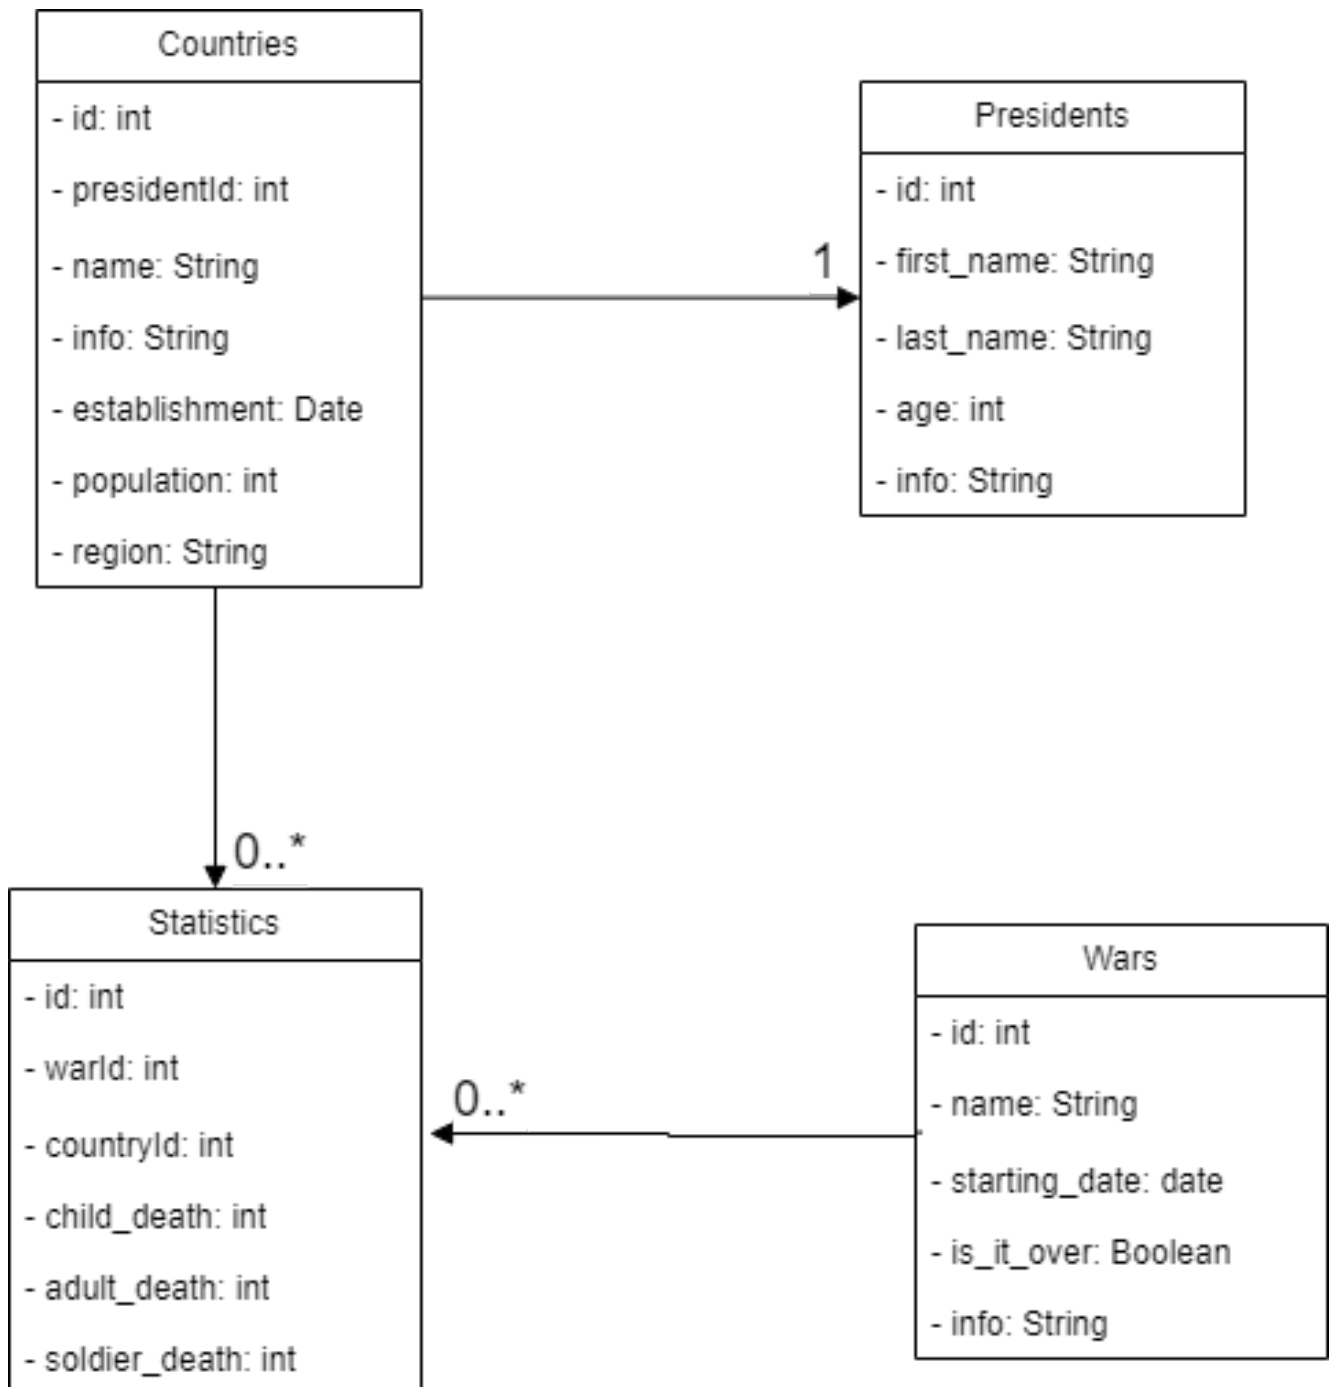 Countries
- id: int
- presidentId: int
- name: String
- info: String
- establishment: Date
- population: int
- region: String
Presidents
- id: int
- first_name: String
- last_name: String
- age: int
- info: String
1
0..*
Statistics
- id: int
- warId: int
- countryId: int
- child_death: int
- adult_death: int
- soldier_death: int
0..*
Wars
- id: int
- name: String
- starting_date: date
- is_it_over: Boolean
- info: String